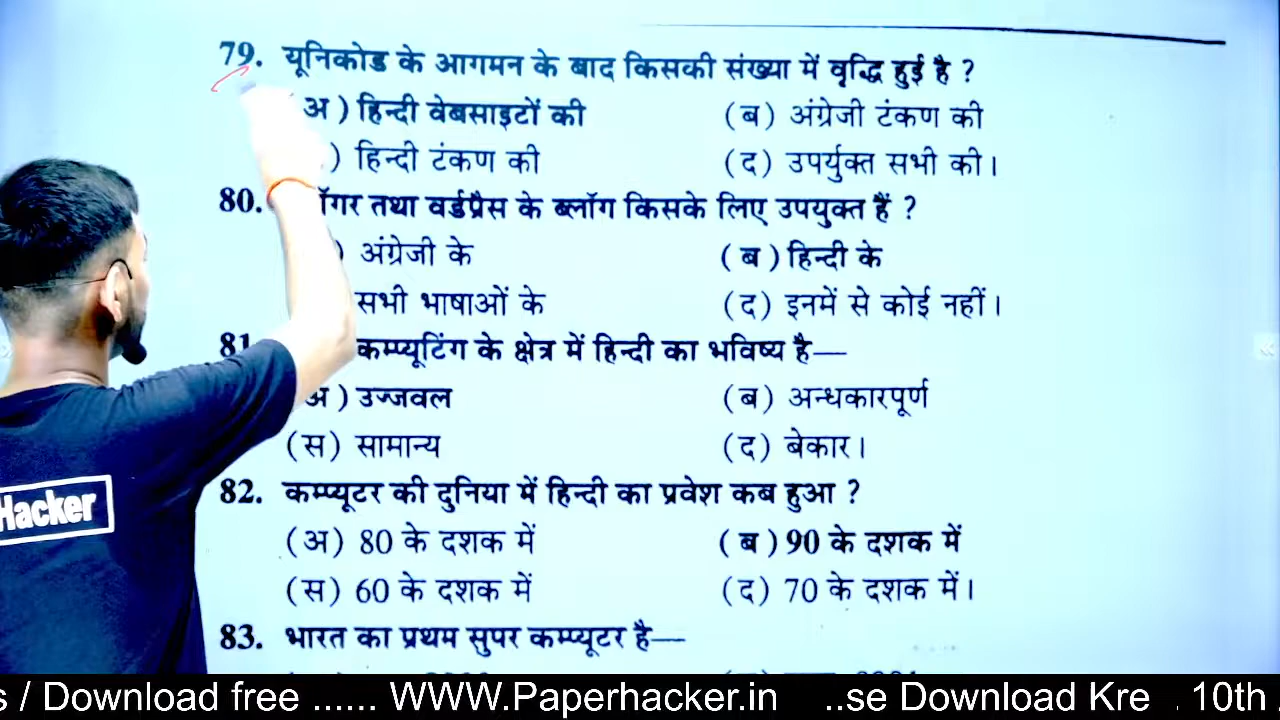 79. यूनिकोड के आगमन के बाद किसकी संख्या में वृद्धि हुई है ?
अ ) हिन्दी वेबसाइटों की (ब) अंग्रेजी टंकण की
) हिन्दी टंकण की (द) उपर्युक्त सभी की।
80. तथा वर्डप्रैस के ब्लॉग किसके लिए उपयुक्त हैं ?
) अंग्रेजी के ( ब ) हिन्दी के
सभी भाषाओं के (द) इनमें से कोई नहीं।
81 कम्प्यूटिंग के क्षेत्र में हिन्दी का भविष्य है—
अ ) उज्जवल (ब) अन्धकारपूर्ण
(स) सामान्य (द) बेकार।
82. कम्प्यूटर की दुनिया में हिन्दी का प्रवेश कब हुआ ?
(अ) 80 के दशक में ( ब ) 90 के दशक में
(स) 60 के दशक में (द) 70 के दशक में।
83. भारत का प्रथम सुपर कम्प्यूटर है—
Hacker
s / Download free ...... WWW.Paperhacker.in ..se Download Kre . 10th